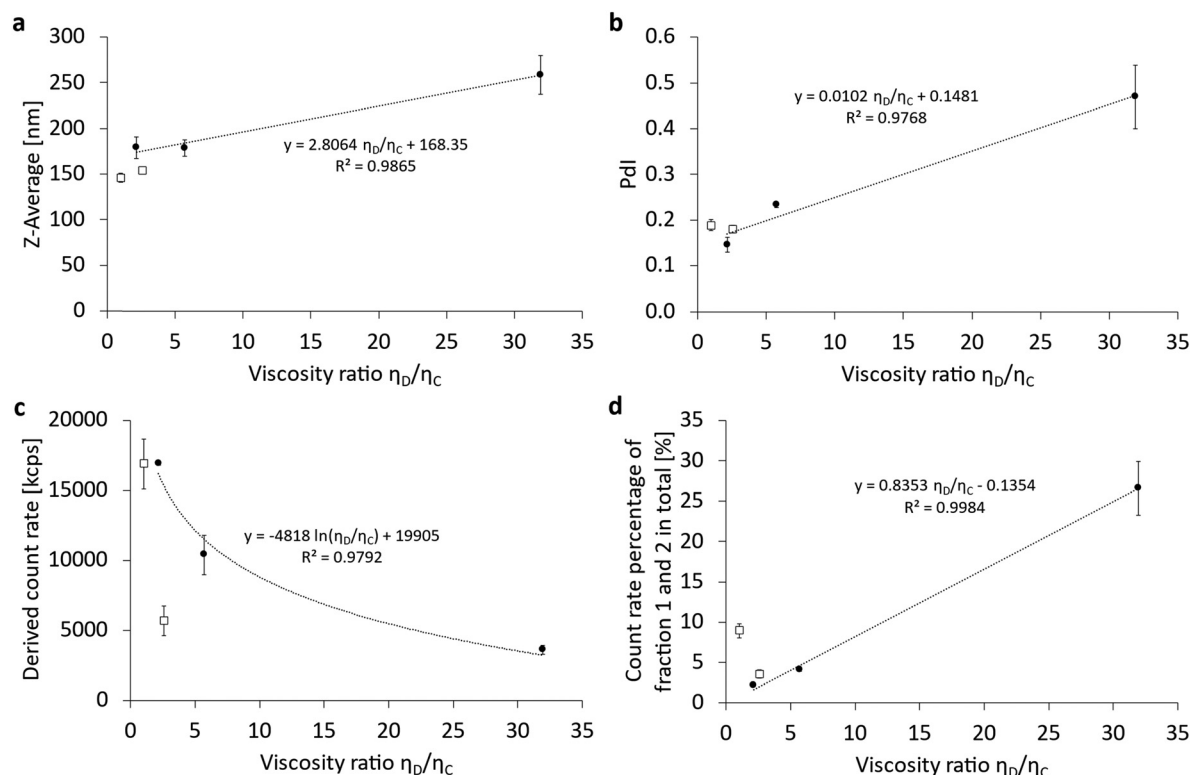 a
300
250
200
150
100
50
0
Z-Average [nm]
y = 2.8064 ηD/ηC + 168.35
R² = 0.9865
0 5 10 15 20 25 30 35
Viscosity ratio ηD/ηC
b
0.6
0.5
0.4
0.3
0.2
0.1
0.0
PdI
y = 0.0102 ηD/ηC + 0.1481
R² = 0.9768
0 5 10 15 20 25 30 35
Viscosity ratio ηD/ηC
c
20000
15000
10000
5000
0
Derived count rate [kcps]
y = -4818 ln(ηD/ηC) + 19905
R² = 0.9792
0 5 10 15 20 25 30 35
Viscosity ratio ηD/ηC
d
35
30
25
20
15
10
5
0
Count rate percentage of
fraction 1 and 2 in total [%]
y = 0.8353 ηD/ηC - 0.1354
R² = 0.9984
0 5 10 15 20 25 30 35
Viscosity ratio ηD/ηC